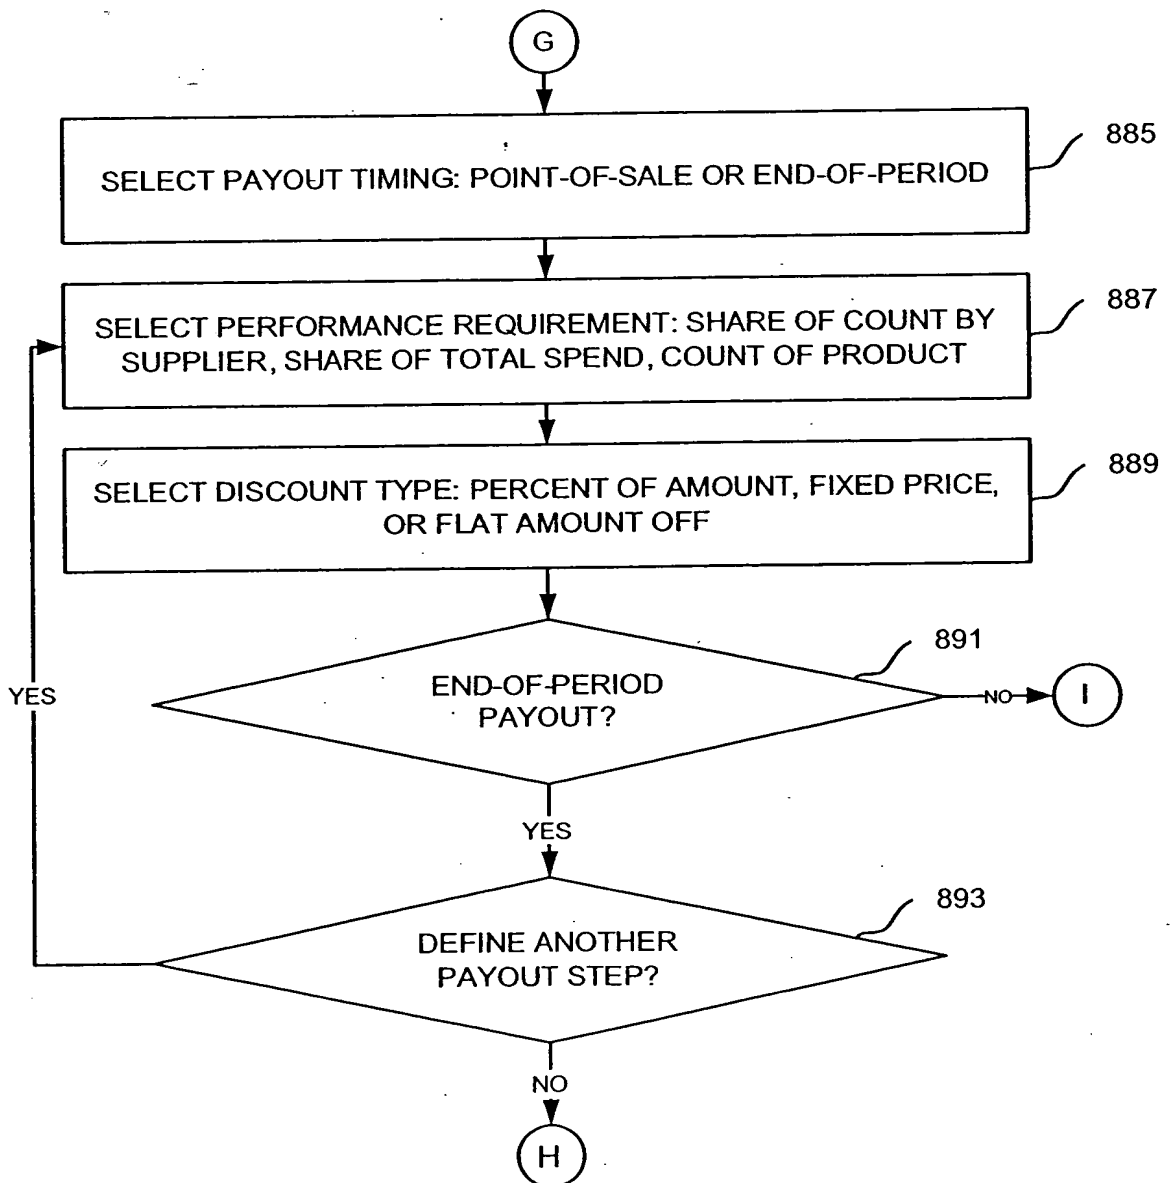 G
SELECT PAYOUT TIMING: POINT-OF-SALE OR END-OF-PERIOD
885
SELECT PERFORMANCE REQUIREMENT: SHARE OF COUNT BY
SUPPLIER, SHARE OF TOTAL SPEND, COUNT OF PRODUCT
887
SELECT DISCOUNT TYPE: PERCENT OF AMOUNT, FIXED PRICE,
OR FLAT AMOUNT OFF
889
END-OF-PERIOD
PAYOUT?
891
NO
I
YES
YES
DEFINE ANOTHER
PAYOUT STEP?
893
NO
H